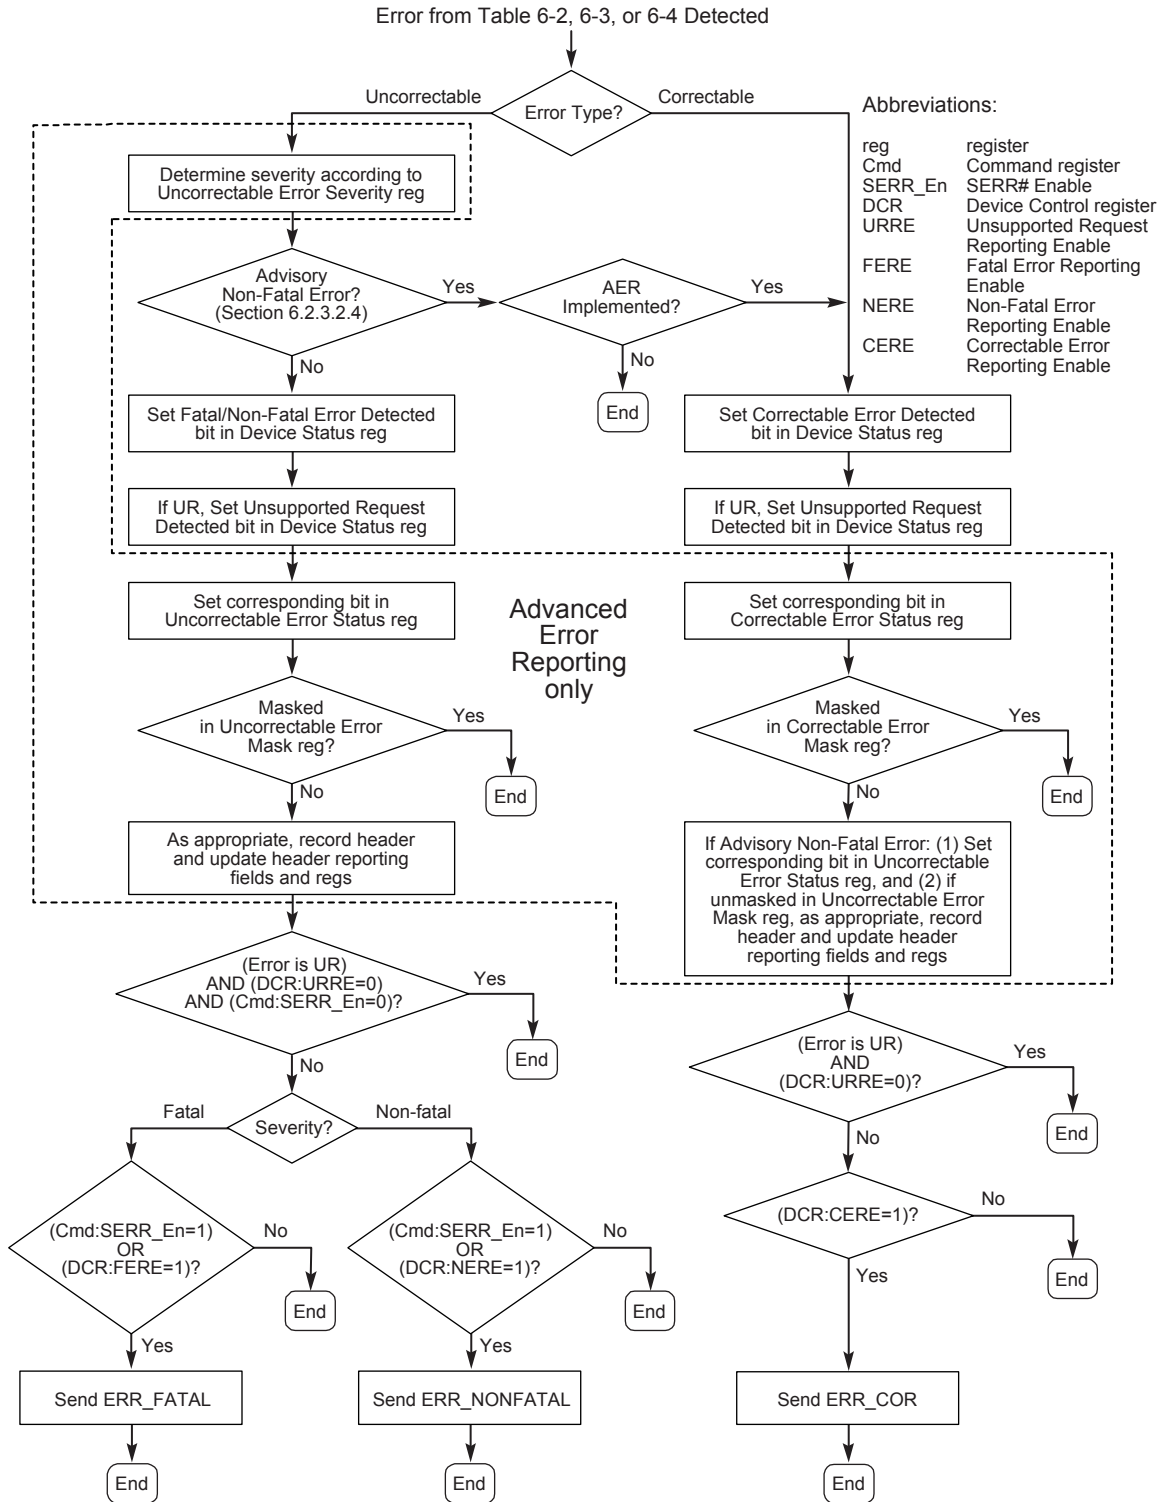 Error from Table 6-2, 6-3, or 6-4 Detected
Uncorrectable
Error Type?
Correctable
Abbreviations:
reg register
Cmd Command register
SERR_En SERR# Enable
DCR Device Control register
URRE Unsupported Request
Reporting Enable
FERE Fatal Error Reporting
Enable
NERE Non-Fatal Error
Reporting Enable
CERE Correctable Error
Reporting Enable
Determine severity according to
Uncorrectable Error Severity reg
Advisory
Non-Fatal Error?
(Section 6.2.3.2.4)
Yes
No
AER
Implemented?
Yes
No
End
Set Fatal/Non-Fatal Error Detected
bit in Device Status reg
Set Correctable Error Detected
bit in Device Status reg
If UR, Set Unsupported Request
Detected bit in Device Status reg
If UR, Set Unsupported Request
Detected bit in Device Status reg
Set corresponding bit in
Uncorrectable Error Status reg
Advanced
Error
Reporting
only
Set corresponding bit in
Correctable Error Status reg
Masked
in Uncorrectable Error
Mask reg?
Yes
End
No
Masked
in Correctable Error
Mask reg?
Yes
End
No
As appropriate, record header
and update header reporting
fields and regs
If Advisory Non-Fatal Error: (1) Set
corresponding bit in Uncorrectable
Error Status reg, and (2) if
unmasked in Uncorrectable Error
Mask reg, as appropriate, record
header and update header
reporting fields and regs
(Error is UR)
AND (DCR:URRE=0)
AND (Cmd:SERR_En=0)?
Yes
End
No
(Error is UR)
AND
(DCR:URRE=0)?
Yes
End
No
Fatal
Severity?
Non-fatal
(Cmd:SERR_En=1)
OR
(DCR:FERE=1)?
No
End
Yes
(Cmd:SERR_En=1)
OR
(DCR:NERE=1)?
No
End
Yes
(DCR:CERE=1)?
No
End
Yes
Send ERR_FATAL
Send ERR_NONFATAL
Send ERR_COR
End
End
End